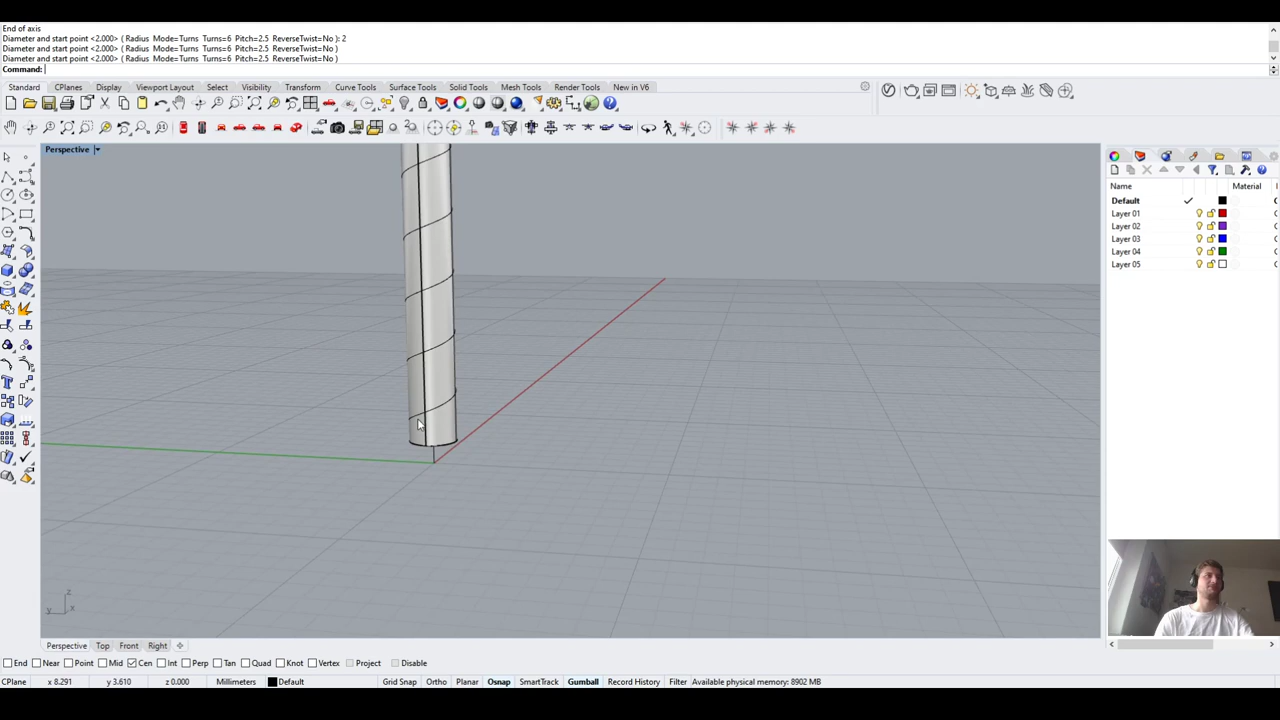 End of axis
Diameter and start point <2.000> ( Radius Mode=Turns Turns=6 Pitch=2.5 ReverseTwist=No ): 2
Diameter and start point <2.000> ( Radius Mode=Turns Turns=6 Pitch=2.5 ReverseTwist=No )
Diameter and start point <2.000> ( Radius Mode=Turns Turns=6 Pitch=2.5 ReverseTwist=No )
Command:
Standard CPlanes Display Viewport Layout Select Visibility Transform Curve Tools Surface Tools Solid Tools Mesh Tools Render Tools New in V6
Perspective
Name Material
Default
Layer 01
Layer 02
Layer 03
Layer 04
Layer 05
z
y x
Perspective Top Front Right
End Near Point Mid Cen Int Perp Tan Quad Knot Vertex Project Disable
CPlane x 8.291 y 3.610 z 0.000 Millimeters Default Grid Snap Ortho Planar Osnap SmartTrack Gumball Record History Filter Available physical memory: 8902 MB